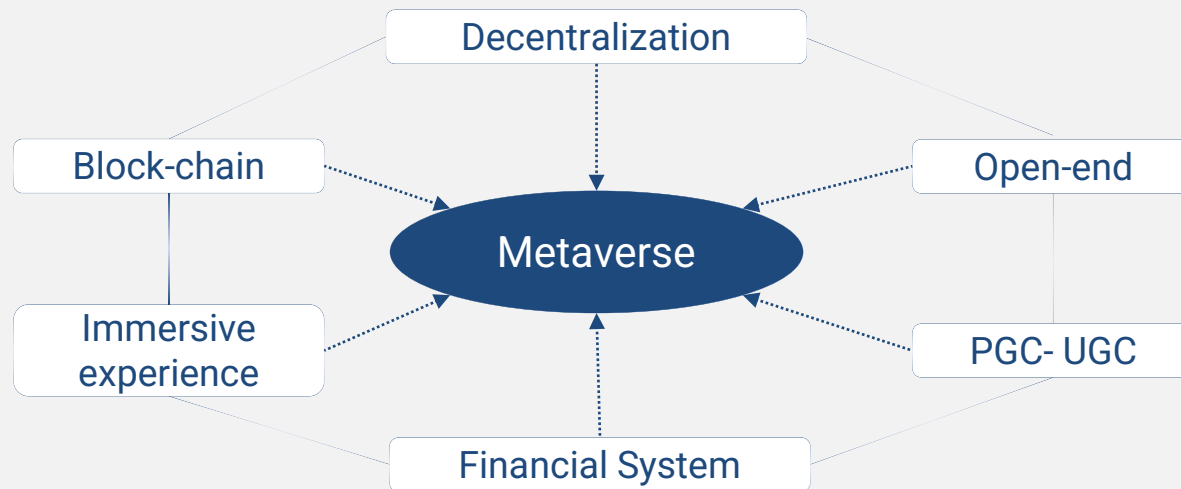 Decentralization
Block-chain
Open-end
Metaverse
Immersive
experience
PGC- UGC
Financial System